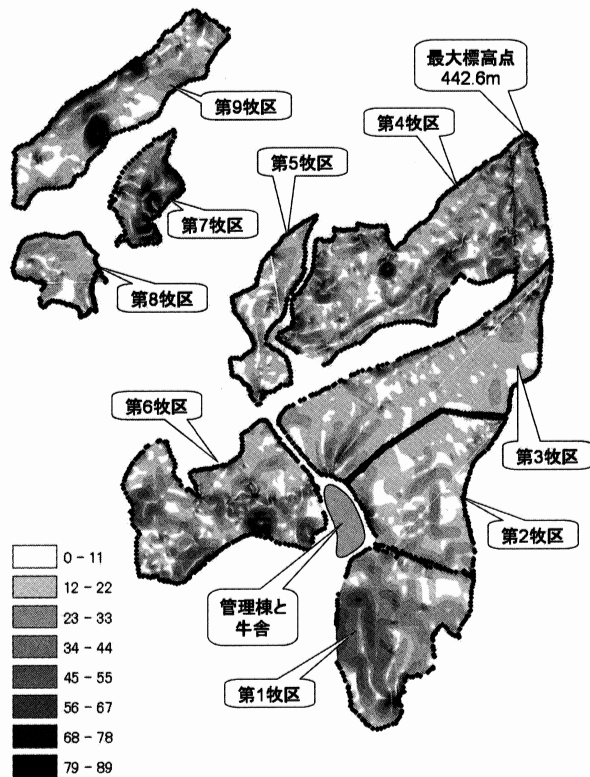 第9牧区
最大標高点
442.6m
第4牧区
第5牧区
第7牧区
第8牧区
第6牧区
第3牧区
第2牧区
管理棟と
牛舎
第1牧区
0 - 11
12 - 22
23 - 33
34 - 44
45 - 55
56 - 67
68 - 78
79 - 89